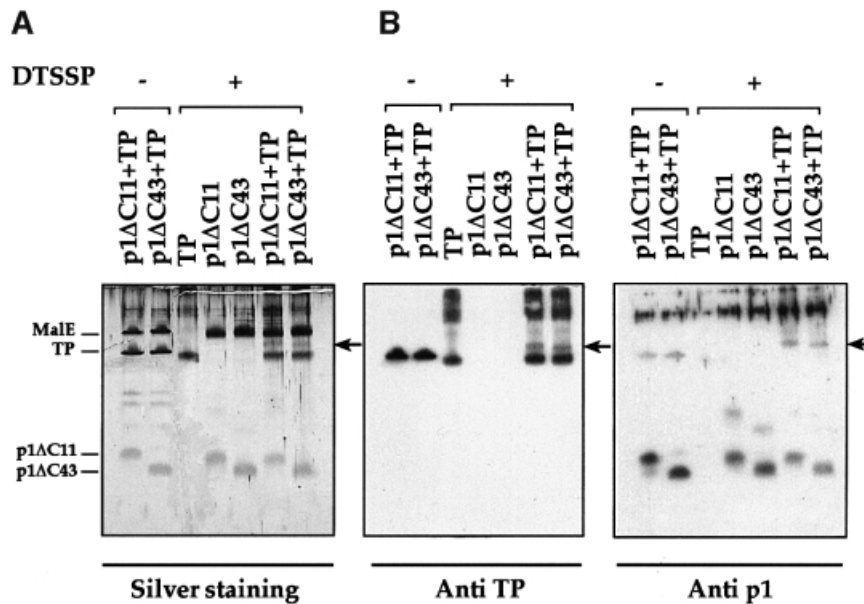 A
B
DTSSP
- +
- +
- +
p1ΔC11+TP
p1ΔC43+TP
TP
p1ΔC11
p1ΔC43
p1ΔC11+TP
p1ΔC43+TP
p1ΔC11+TP
p1ΔC43+TP
TP
p1ΔC11
p1ΔC43
p1ΔC11+TP
p1ΔC43+TP
p1ΔC11+TP
p1ΔC43+TP
TP
p1ΔC11
p1ΔC43
p1ΔC11+TP
p1ΔC43+TP
MalE
TP
p1ΔC11
p1ΔC43
Silver staining
Anti TP
Anti p1